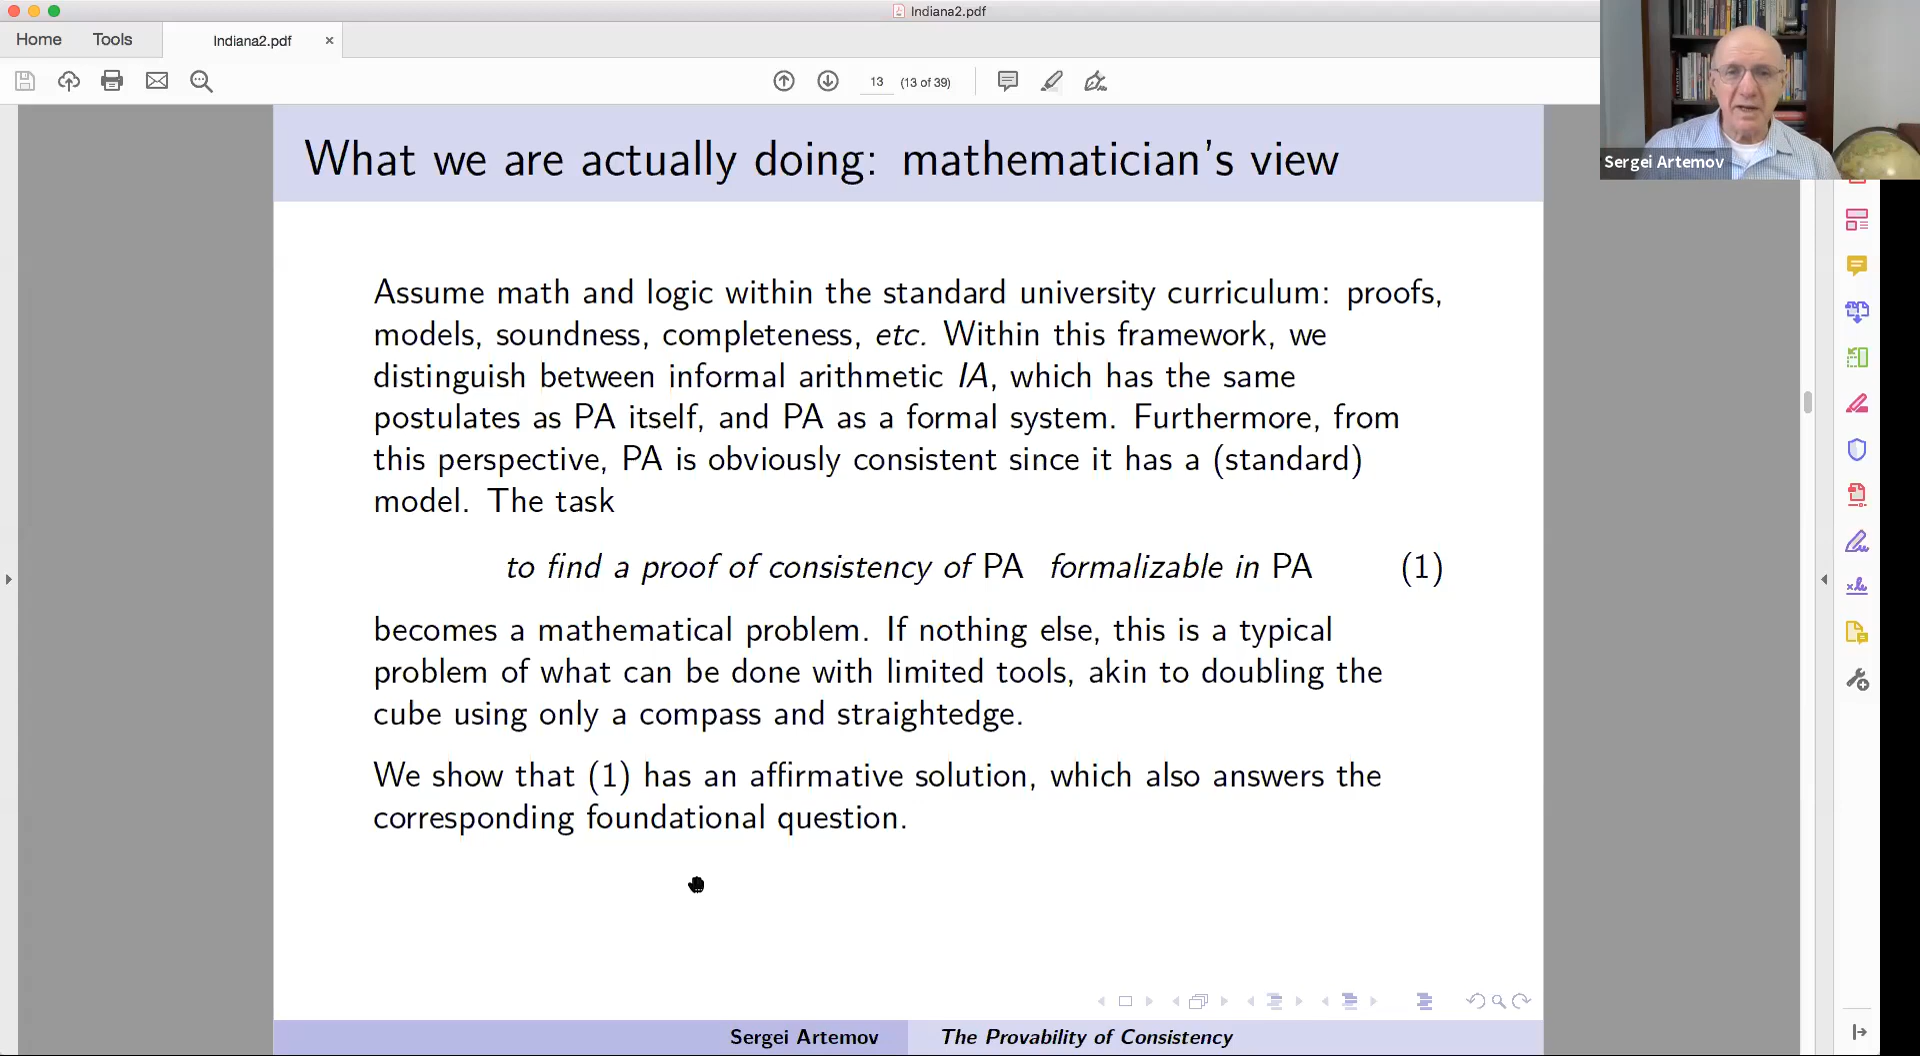 Indiana2.pdf
Home
Tools
Indiana2.pdf
×
13
(13 of 39)
Sergei Artemov
What we are actually doing: mathematician's view
Assume math and logic within the standard university curriculum: proofs,
models, soundness, completeness, etc. Within this framework, we
distinguish between informal arithmetic IA, which has the same
postulates as PA itself, and PA as a formal system. Furthermore, from
this perspective, PA is obviously consistent since it has a (standard)
model. The task
to find a proof of consistency of PA formalizable in PA (1)
becomes a mathematical problem. If nothing else, this is a typical
problem of what can be done with limited tools, akin to doubling the
cube using only a compass and straightedge.
We show that (1) has an affirmative solution, which also answers the
corresponding foundational question.
Sergei Artemov
The Provability of Consistency